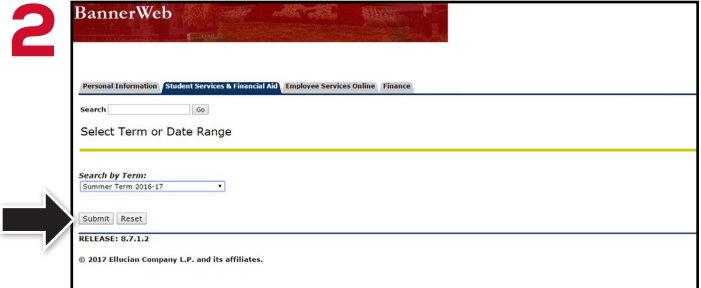 2
BannerWeb
Personal Information Student Services & Financial Aid Employee Services Online Finance
Search Go
Select Term or Date Range
Search by Term:
Summer Term 2016-17
Submit Reset
RELEASE: 8.7.1.2
© 2017 Ellucian Company L.P. and its affiliates.